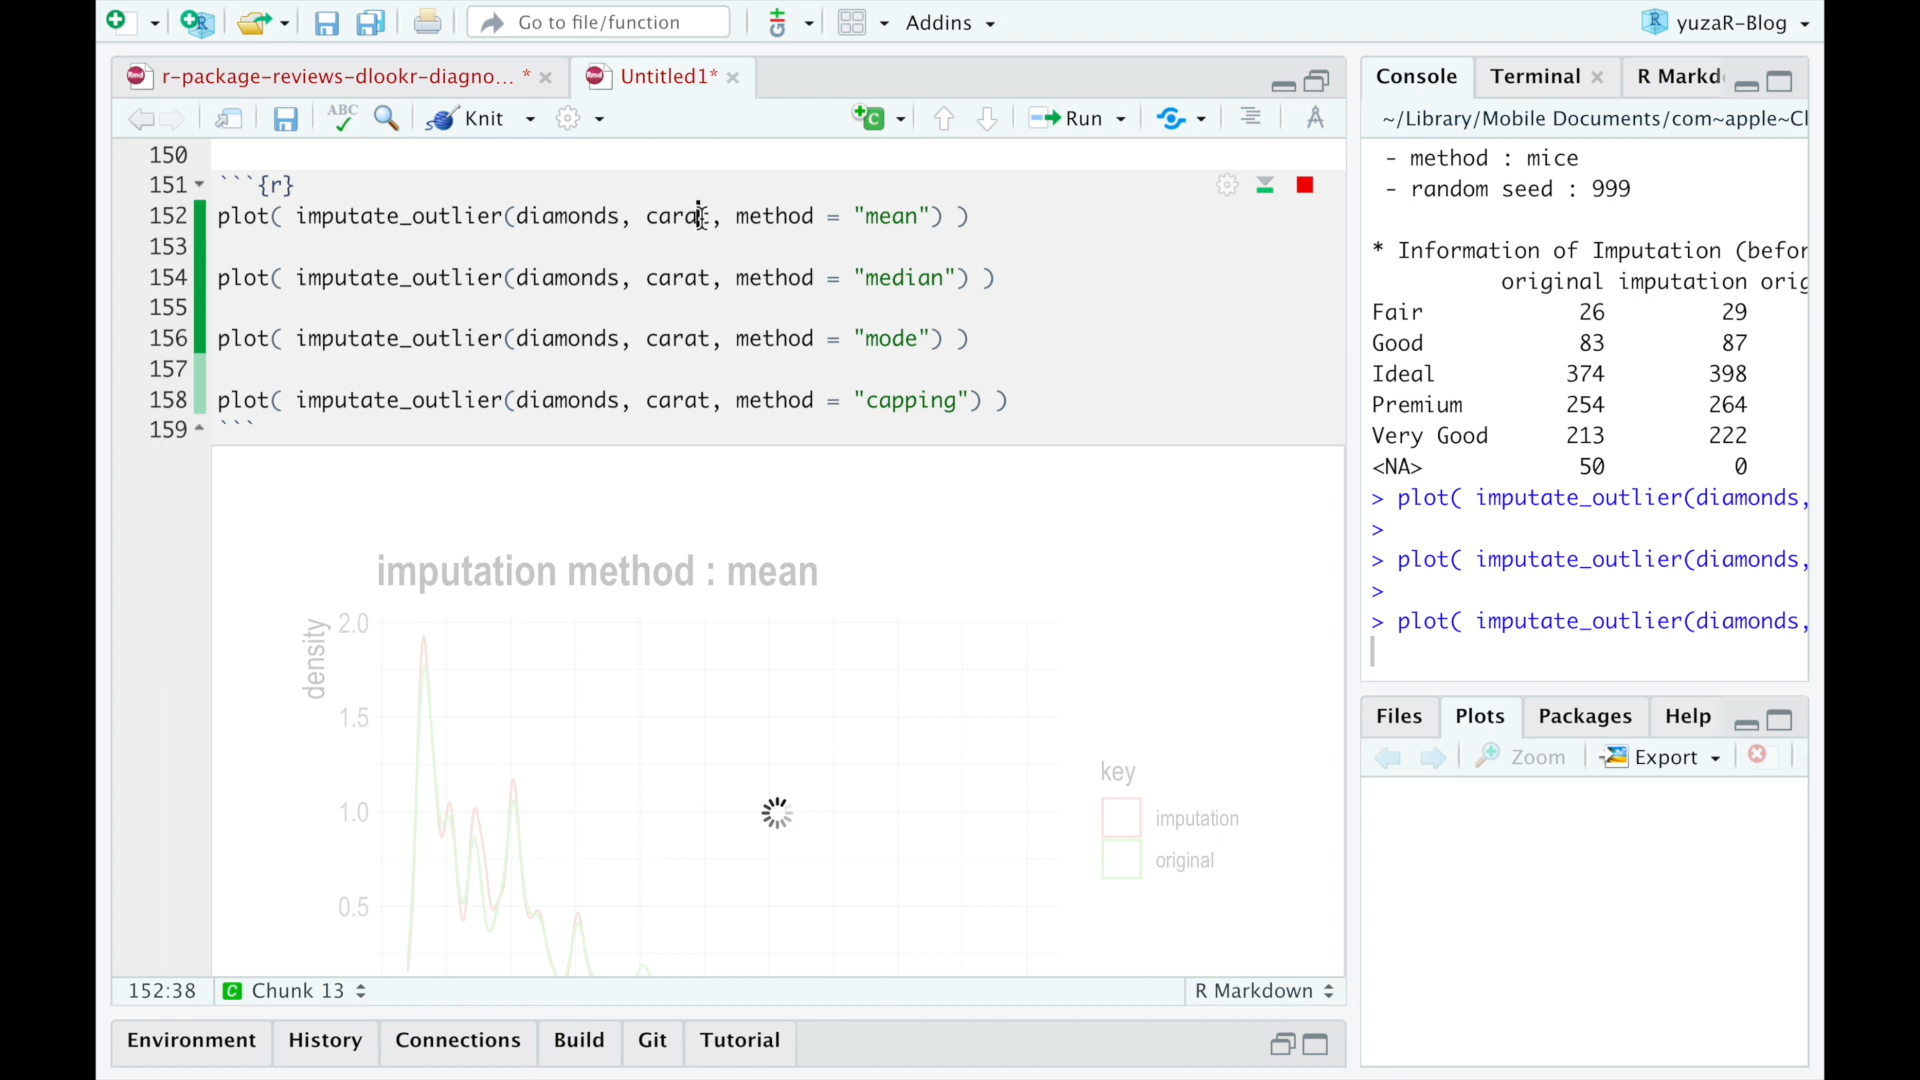 Go to file/function
Addins
yuzaR-Blog
r-package-reviews-dlookr-diagno... *
Untitled1*
ABC
Knit
Run
150
151 ```{r}
152 plot( imputate_outlier(diamonds, carat, method = "mean") )
153
154 plot( imputate_outlier(diamonds, carat, method = "median") )
155
156 plot( imputate_outlier(diamonds, carat, method = "mode") )
157
158 plot( imputate_outlier(diamonds, carat, method = "capping") )
159 ```
imputation method : mean
density
2.0
1.5
1.0
0.5
key
imputation
original
152:38
Chunk 13
R Markdown
Environment
History
Connections
Build
Git
Tutorial
Console
Terminal
R Markd
~/Library/Mobile Documents/com~apple~Cl
- method : mice
- random seed : 999
* Information of Imputation (befor
original imputation orig
Fair 26 29
Good 83 87
Ideal 374 398
Premium 254 264
Very Good 213 222
<NA> 50 0
> plot( imputate_outlier(diamonds,
>
> plot( imputate_outlier(diamonds,
>
> plot( imputate_outlier(diamonds,
Files
Plots
Packages
Help
Zoom
Export